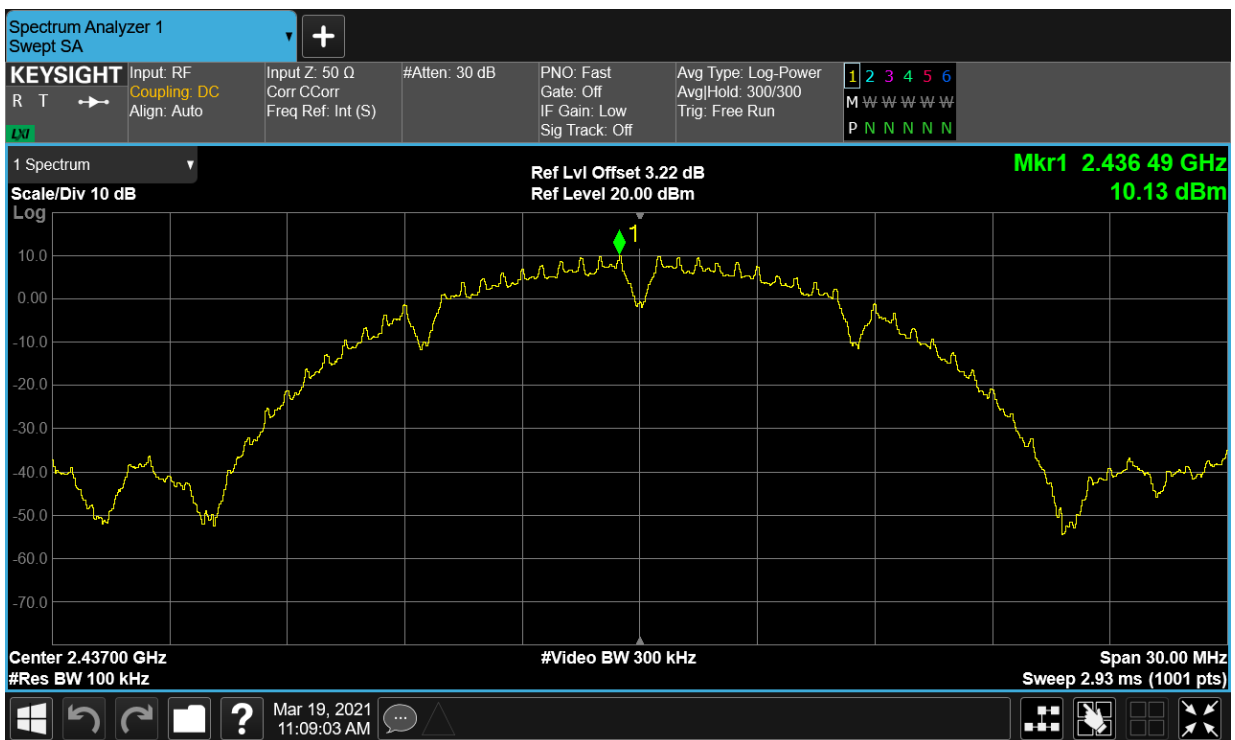 Spectrum Analyzer 1
Swept SA
+
KEYSIGHT
R T
LXI
Input: RF
Coupling: DC
Align: Auto
Input Z: 50 Ω
Corr CCorr
Freq Ref: Int (S)
#Atten: 30 dB
PNO: Fast
Gate: Off
IF Gain: Low
Sig Track: Off
Avg Type: Log-Power
Avg|Hold: 300/300
Trig: Free Run
1 2 3 4 5 6
M W W W W W
P N N N N N
1 Spectrum
Scale/Div 10 dB
Log
Ref Lvl Offset 3.22 dB
Ref Level 20.00 dBm
Mkr1 2.436 49 GHz
10.13 dBm
1
10.0
0.00
-10.0
-20.0
-30.0
-40.0
-50.0
-60.0
-70.0
Center 2.43700 GHz
#Res BW 100 kHz
#Video BW 300 kHz
Span 30.00 MHz
Sweep 2.93 ms (1001 pts)
?
Mar 19, 2021
11:09:03 AM